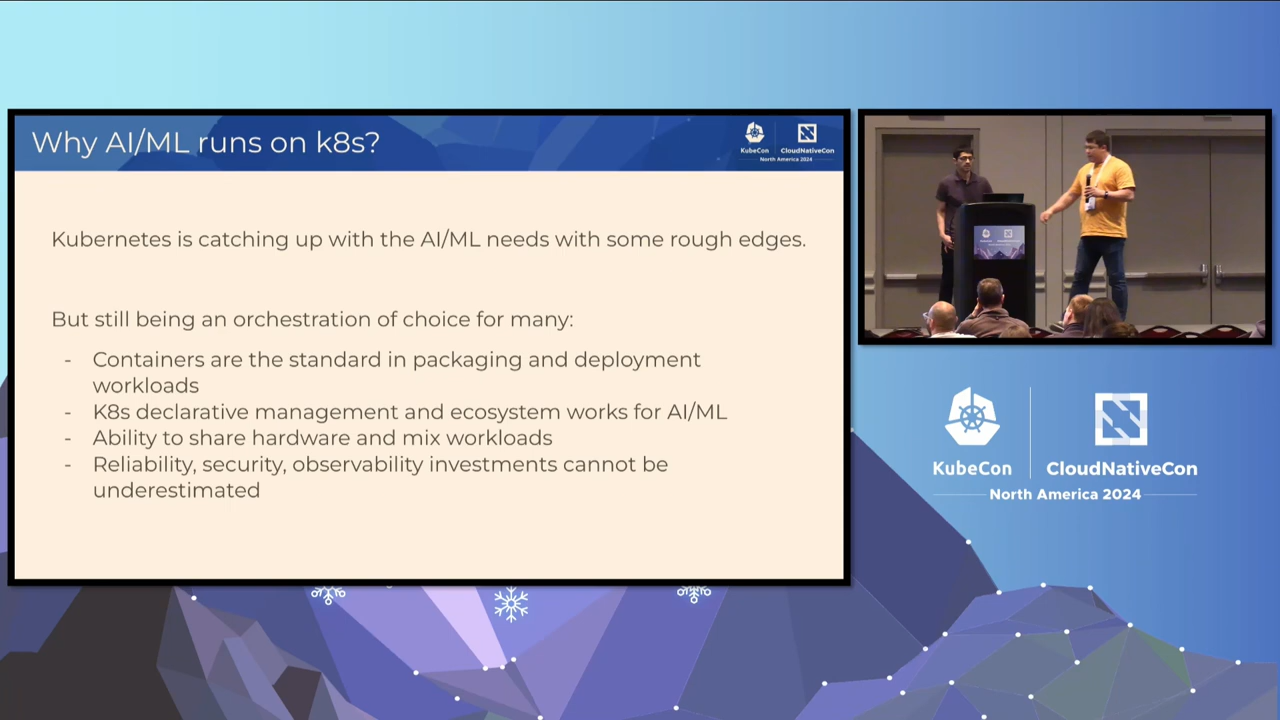 Why AI/ML runs on k8s?
KubeCon
CloudNativeCon
North America 2024
Kubernetes is catching up with the AI/ML needs with some rough edges.
But still being an orchestration of choice for many:
- Containers are the standard in packaging and deployment
workloads
- K8s declarative management and ecosystem works for AI/ML
- Ability to share hardware and mix workloads
- Reliability, security, observability investments cannot be
underestimated
KubeCon
CloudNativeCon
North America 2024